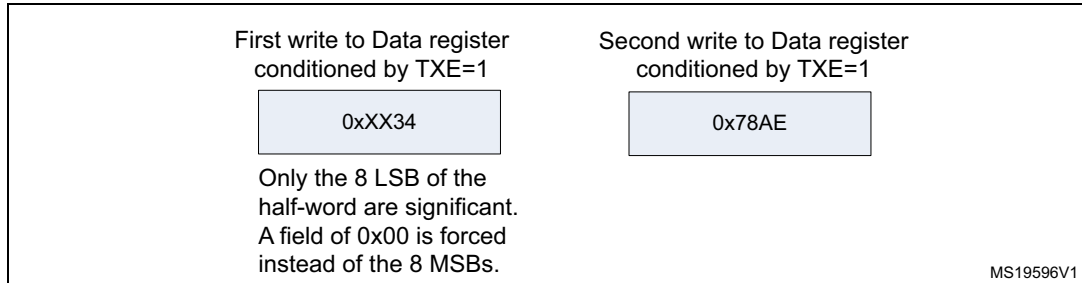 First write to Data register
conditioned by TXE=1
0xXX34
Only the 8 LSB of the
half-word are significant.
A field of 0x00 is forced
instead of the 8 MSBs.
Second write to Data register
conditioned by TXE=1
0x78AE
MS19596V1